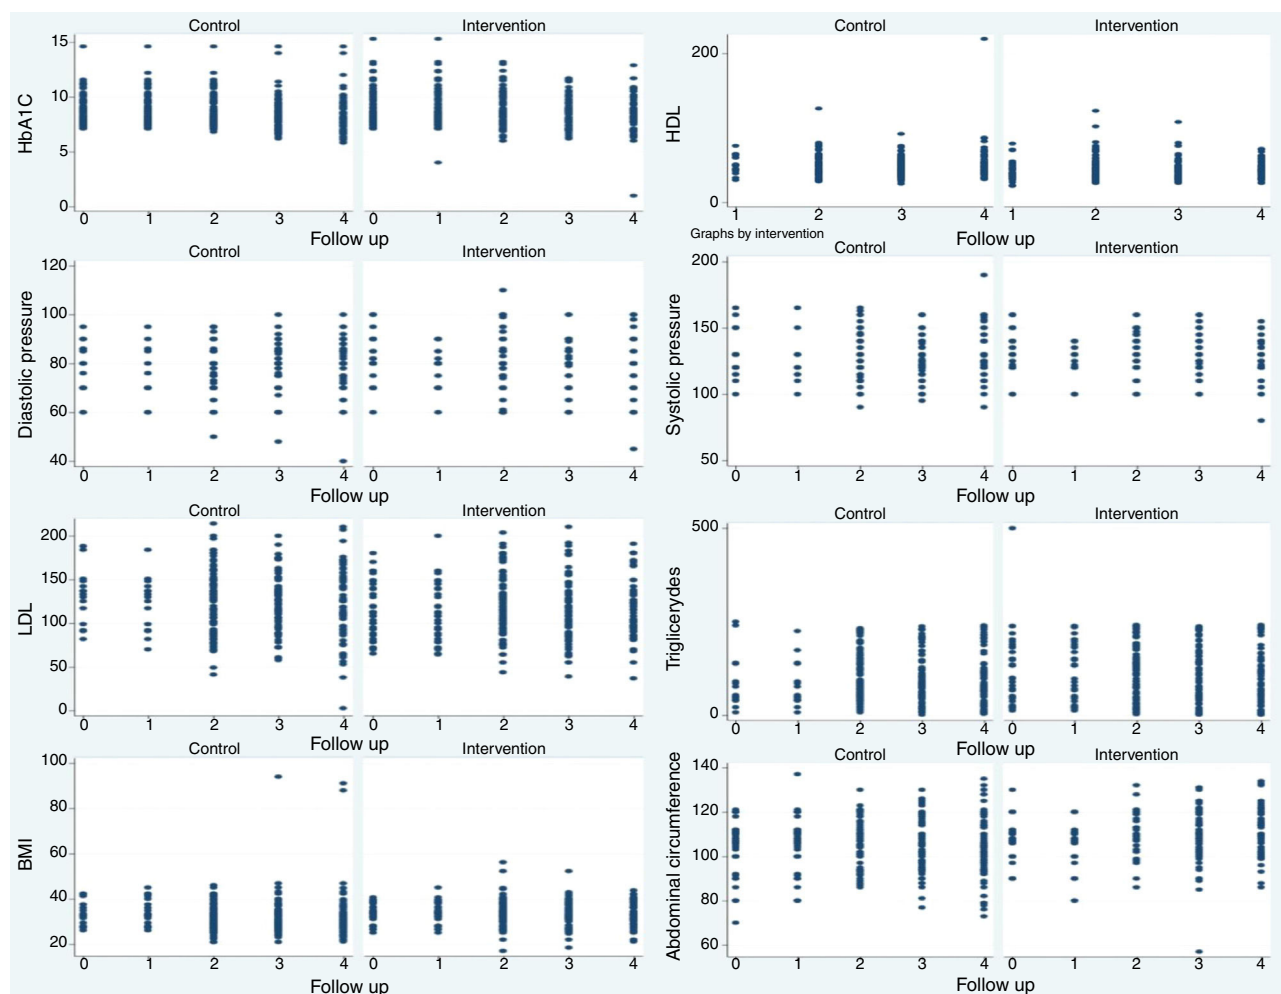 Control Intervention
HbA1C
15
10
5
0
0 1 2 3 4 0 1 2 3 4
Follow up
Control Intervention
HDL
200
100
0
1 2 3 4 1 2 3 4
Graphs by intervention
Follow up
Control Intervention
Diastolic pressure
120
100
80
60
40
0 1 2 3 4 0 1 2 3 4
Follow up
Control Intervention
Systolic pressure
200
150
100
50
0 1 2 3 4 0 1 2 3 4
Follow up
Control Intervention
LDL
200
150
100
50
0
0 1 2 3 4 0 1 2 3 4
Follow up
Control Intervention
Triglicerydes
500
0
0 1 2 3 4 0 1 2 3 4
Follow up
Control Intervention
BMI
100
80
60
40
20
0 1 2 3 4 0 1 2 3 4
Follow up
Control Intervention
Abdominal circumference
140
120
100
80
60
0 1 2 3 4 0 1 2 3 4
Follow up